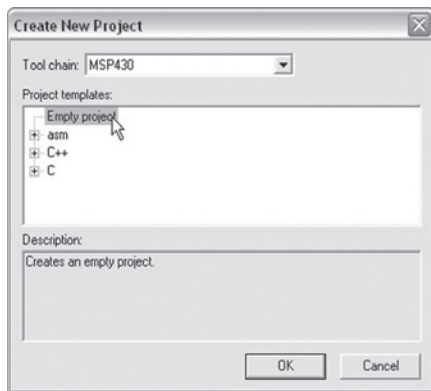 Create New Project
Tool chain: MSP430
Project templates:
Empty project
asm
C++
C
Description:
Creates an empty project.
OK Cancel